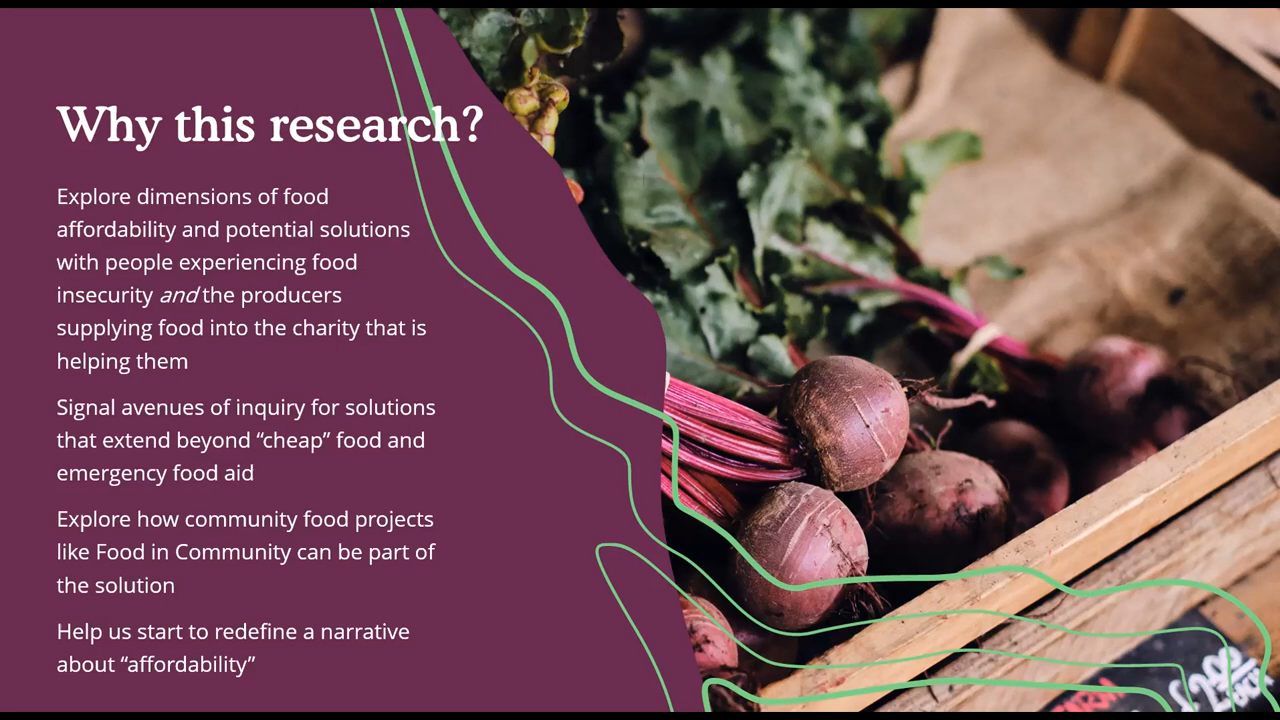 Why this research?
Explore dimensions of food
affordability and potential solutions
with people experiencing food
insecurity and the producers
supplying food into the charity that is
helping them
Signal avenues of inquiry for solutions
that extend beyond “cheap” food and
emergency food aid
Explore how community food projects
like Food in Community can be part of
the solution
Help us start to redefine a narrative
about “affordability”
FARM